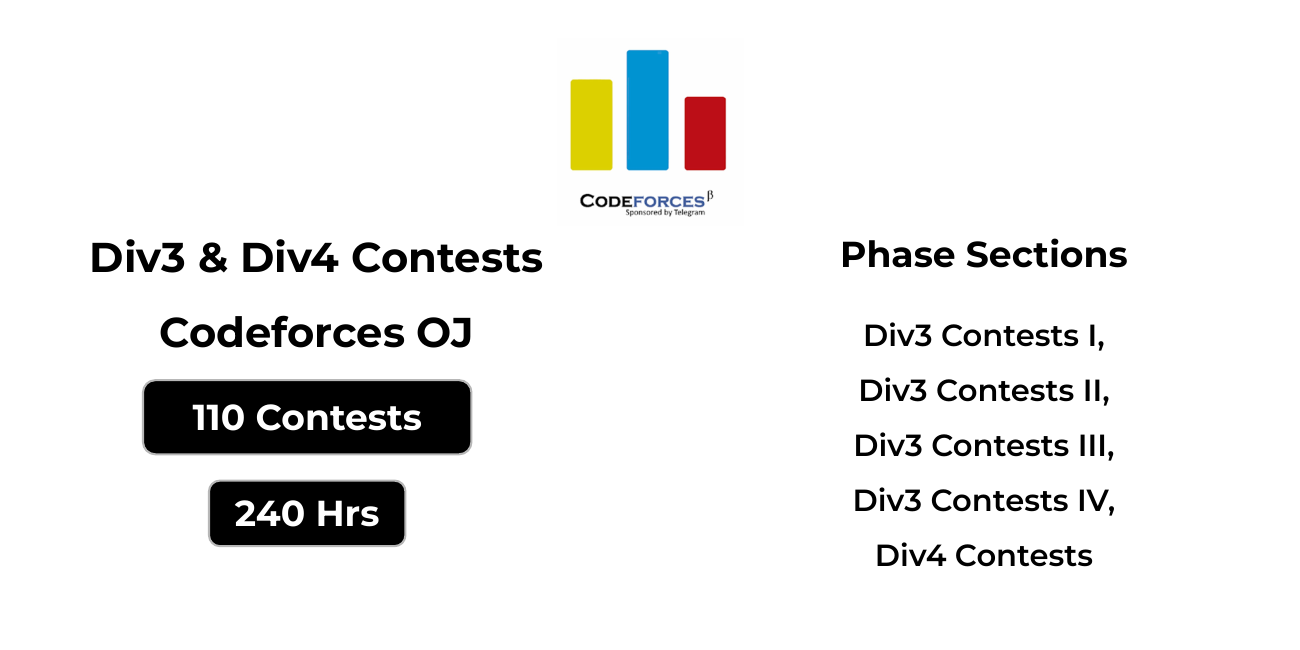 CODEFORCES β
Sponsored by Telegram
Div3 & Div4 Contests
Codeforces OJ
110 Contests
240 Hrs
Phase Sections
Div3 Contests I,
Div3 Contests II,
Div3 Contests III,
Div3 Contests IV,
Div4 Contests